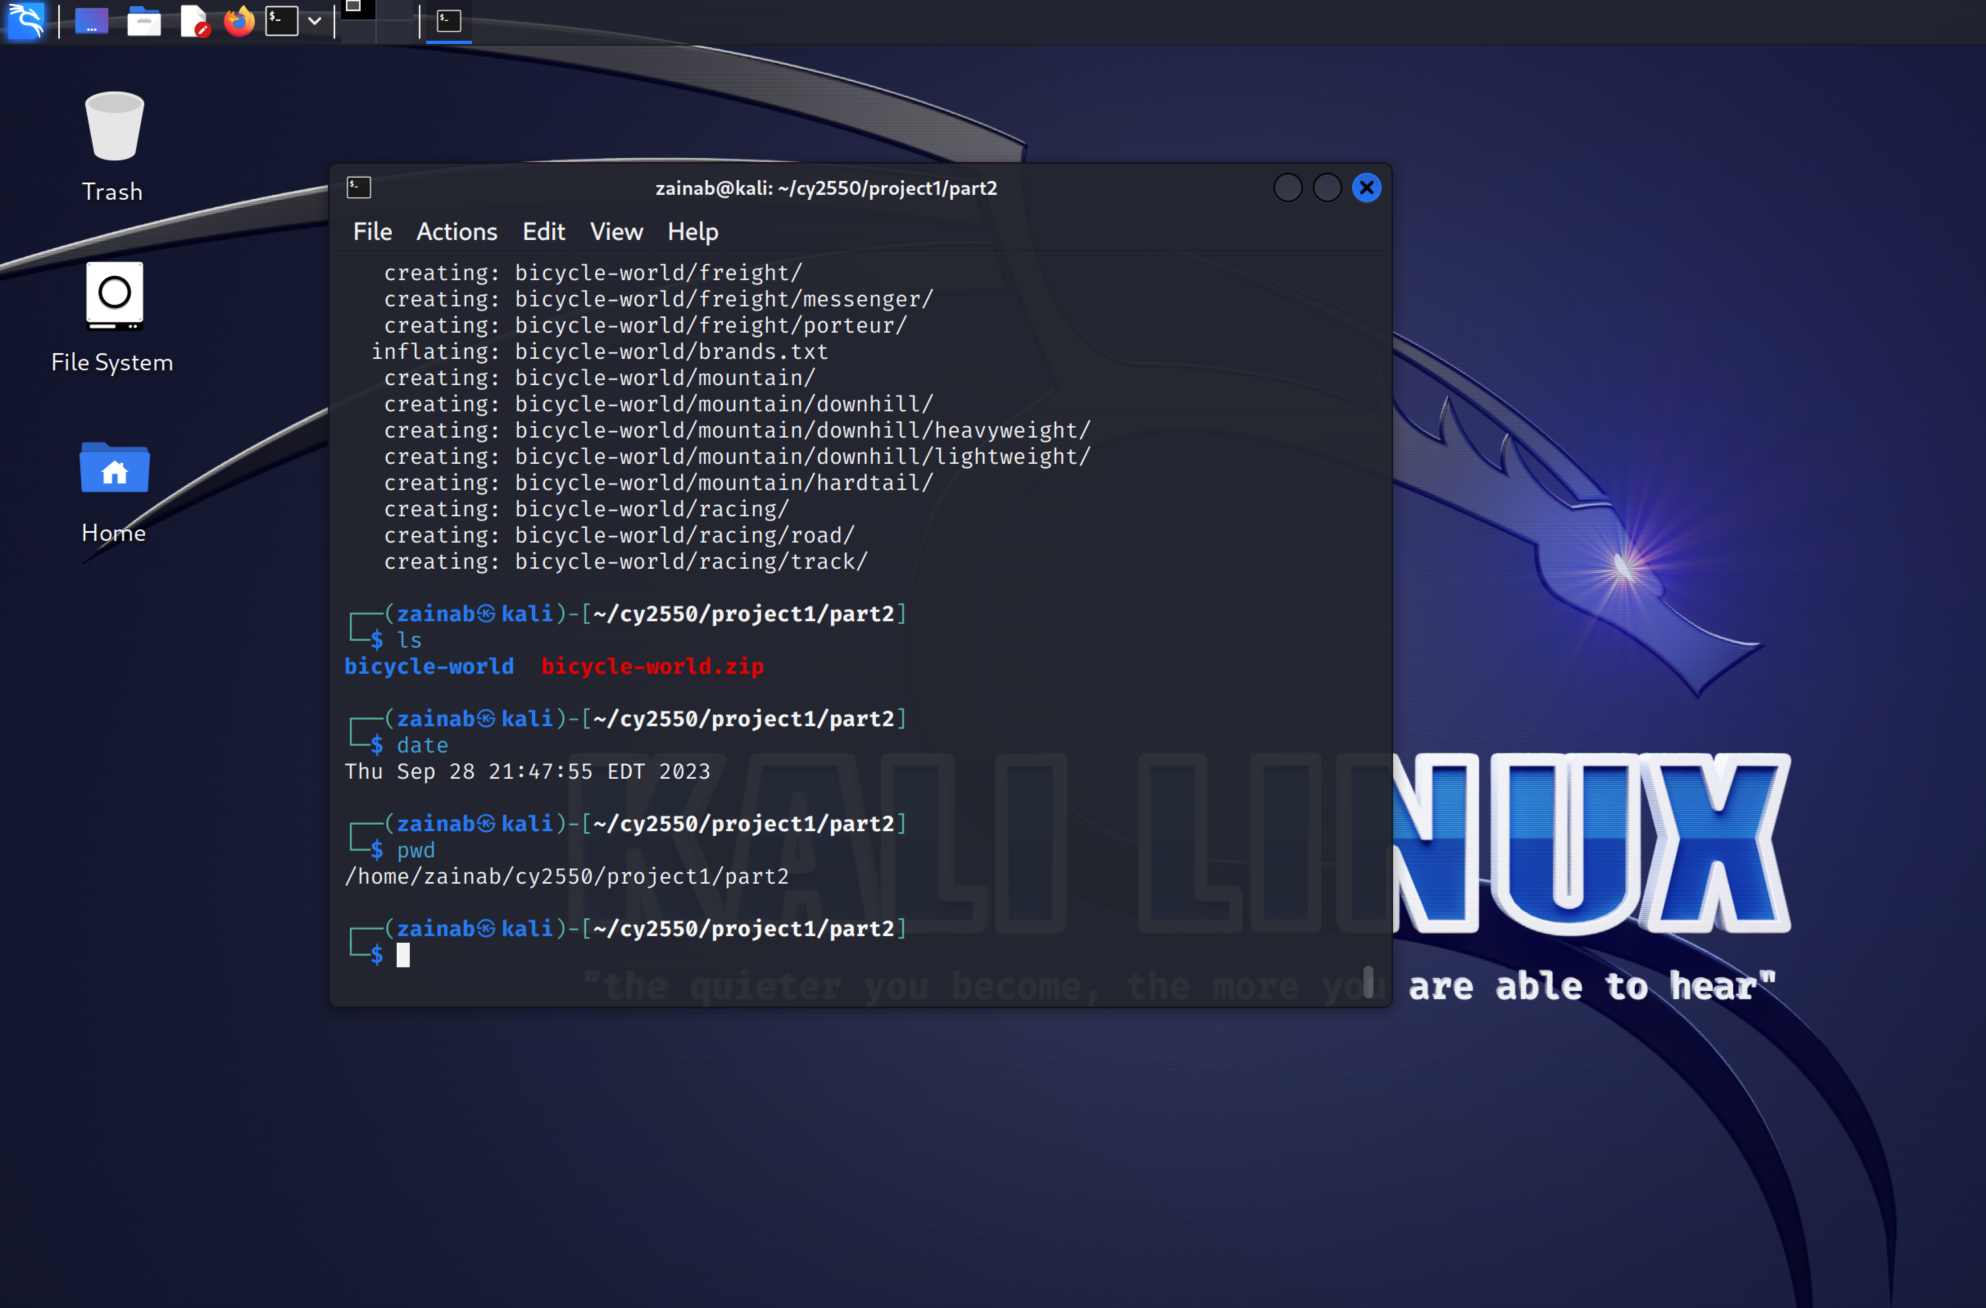 Trash
File System
Home
zainab@kali: ~/cy2550/project1/part2
File Actions Edit View Help
creating: bicycle-world/freight/
creating: bicycle-world/freight/messenger/
creating: bicycle-world/freight/porteur/
inflating: bicycle-world/brands.txt
creating: bicycle-world/mountain/
creating: bicycle-world/mountain/downhill/
creating: bicycle-world/mountain/downhill/heavyweight/
creating: bicycle-world/mountain/downhill/lightweight/
creating: bicycle-world/mountain/hardtail/
creating: bicycle-world/racing/
creating: bicycle-world/racing/road/
creating: bicycle-world/racing/track/
┌──(zainab㉿kali)-[~/cy2550/project1/part2]
└─$ ls
bicycle-world bicycle-world.zip
┌──(zainab㉿kali)-[~/cy2550/project1/part2]
└─$ date
Thu Sep 28 21:47:55 EDT 2023
┌──(zainab㉿kali)-[~/cy2550/project1/part2]
└─$ pwd
/home/zainab/cy2550/project1/part2
┌──(zainab㉿kali)-[~/cy2550/project1/part2]
└─$
KALI LINUX
"the quieter you become, the more you are able to hear"